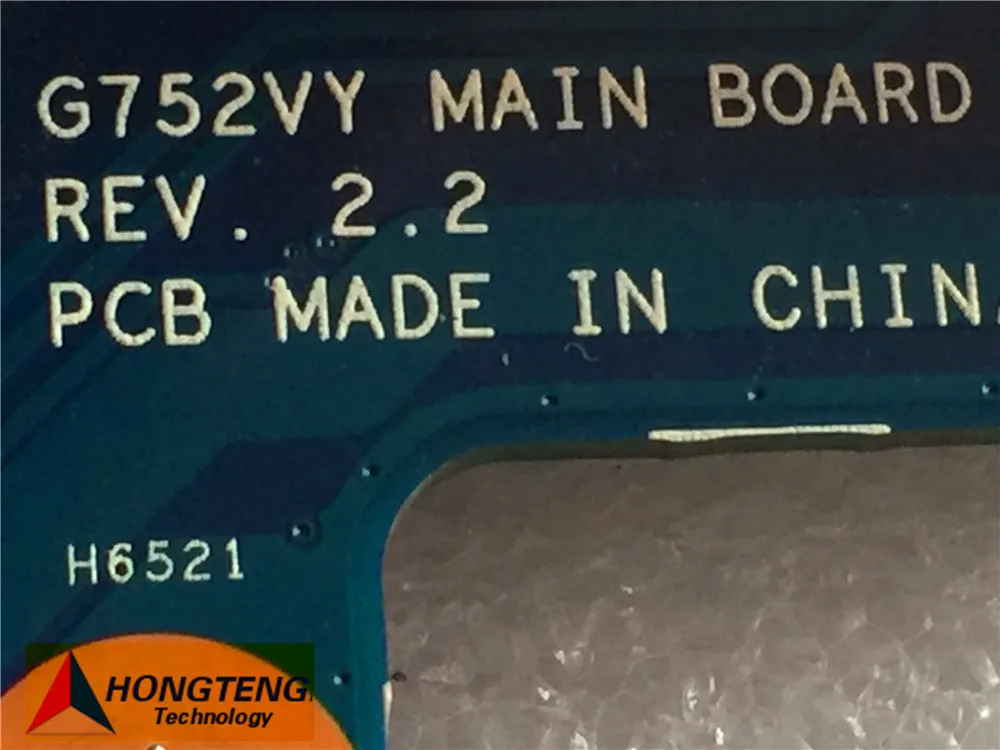 G752VY MAIN BOARD
REV. 2.2
PCB MADE IN CHIN
H6521
HONGTENG
Technology